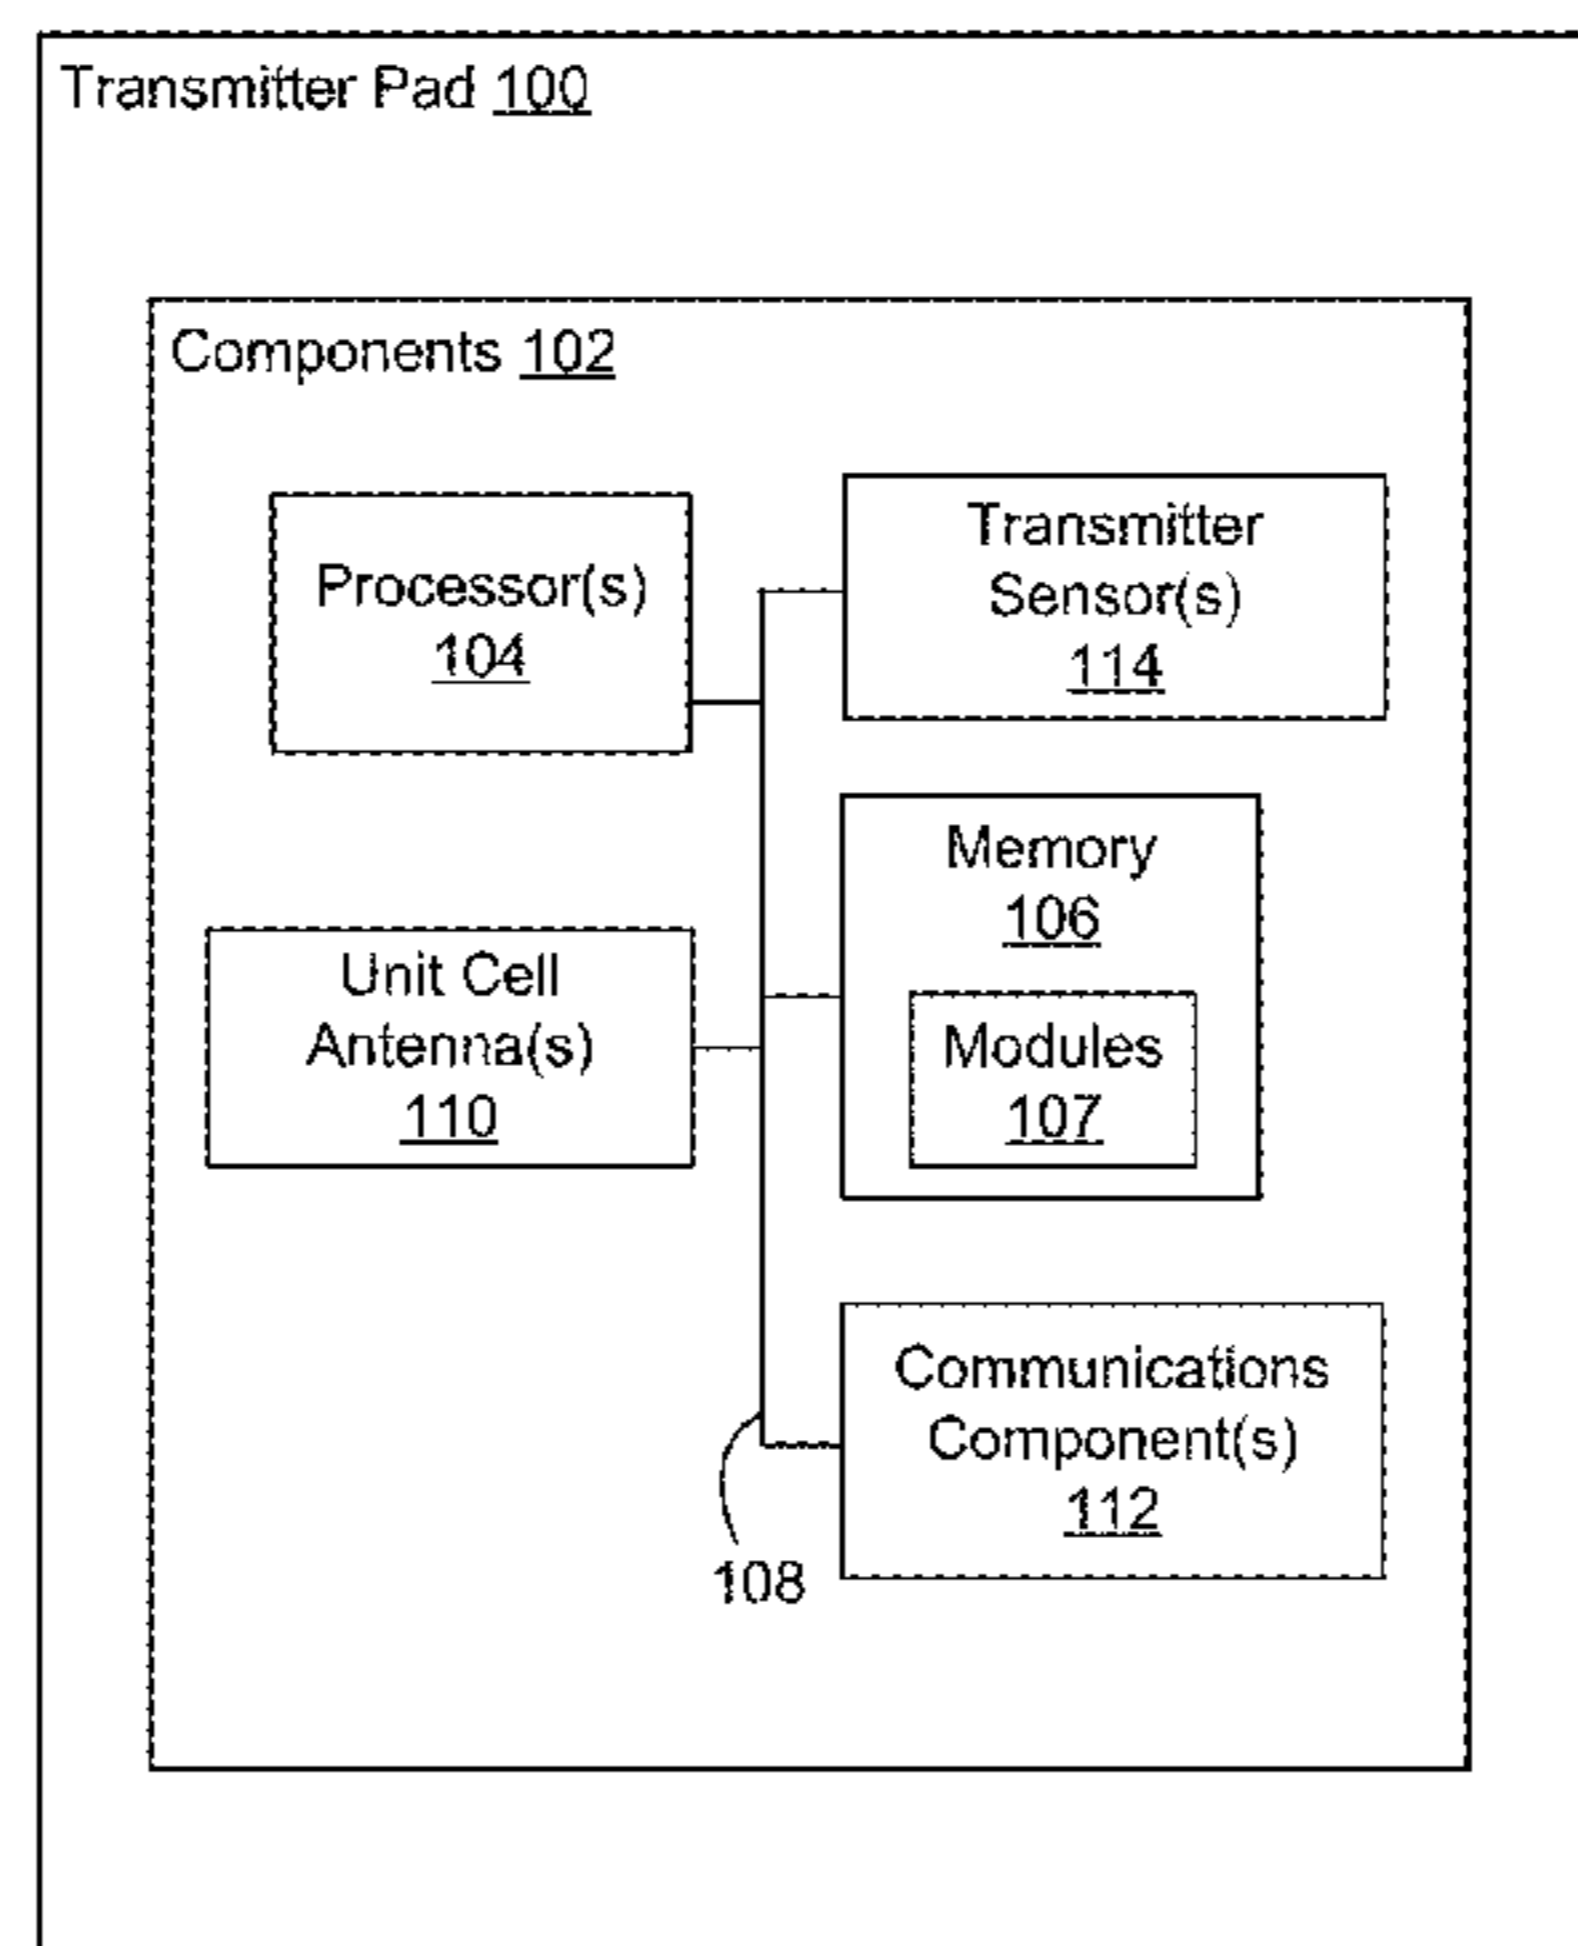 Transmitter Pad 100
Components 102
Processor(s)
104
Transmitter
Sensor(s)
114
Memory
106
Modules
107
Unit Cell
Antenna(s)
110
Communications
Component(s)
112
108